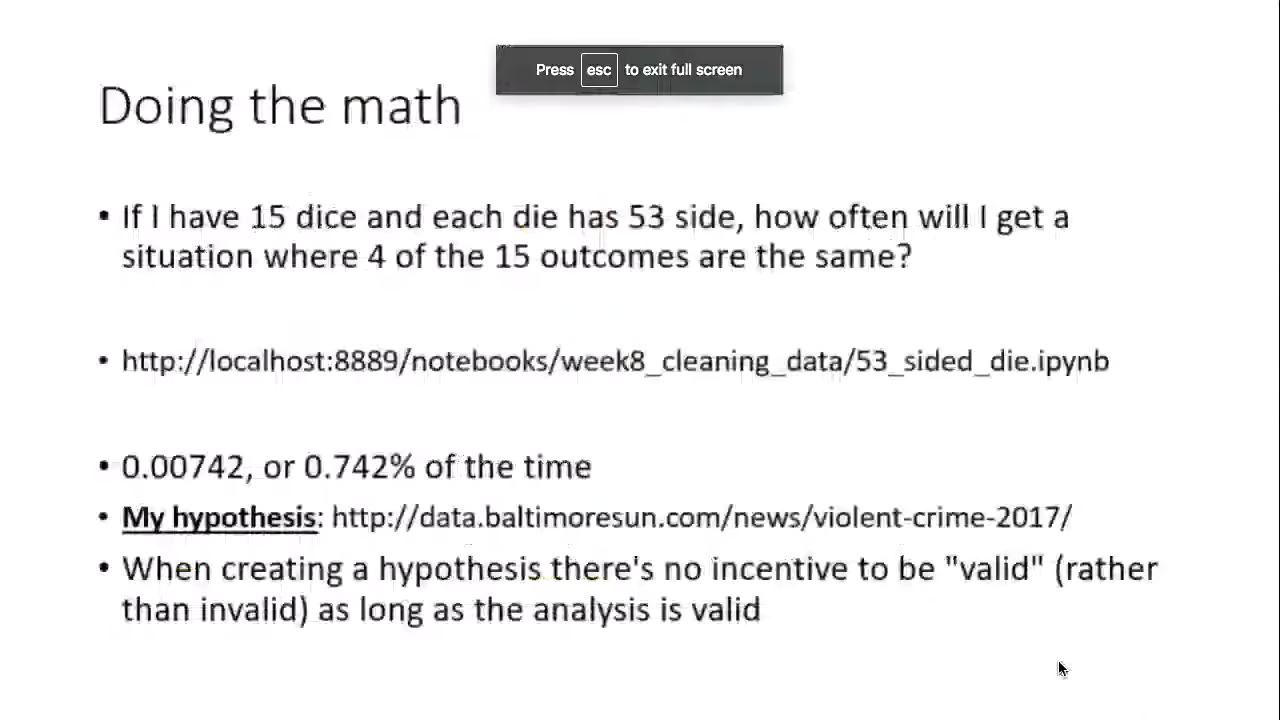 Press esc to exit full screen
Doing the math
• If I have 15 dice and each die has 53 side, how often will I get a
situation where 4 of the 15 outcomes are the same?
• http://localhost:8889/notebooks/week8_cleaning_data/53_sided_die.ipynb
• 0.00742, or 0.742% of the time
• My hypothesis: http://data.baltimoresun.com/news/violent-crime-2017/
• When creating a hypothesis there's no incentive to be "valid" (rather
than invalid) as long as the analysis is valid